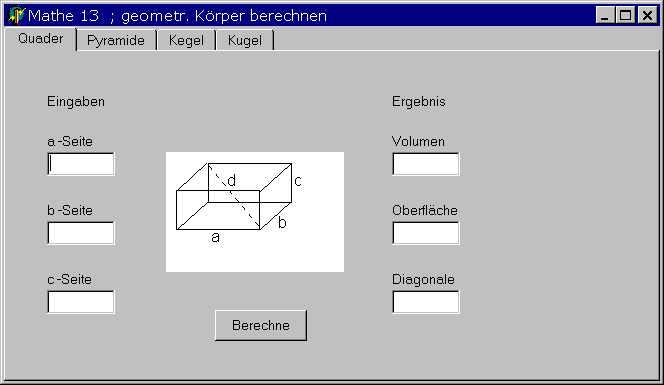 Mathe 13 ; geometr. Körper berechnen
Quader Pyramide Kegel Kugel
Eingaben
a-Seite
b-Seite
c-Seite
d
c
b
a
Berechne
Ergebnis
Volumen
Oberfläche
Diagonale